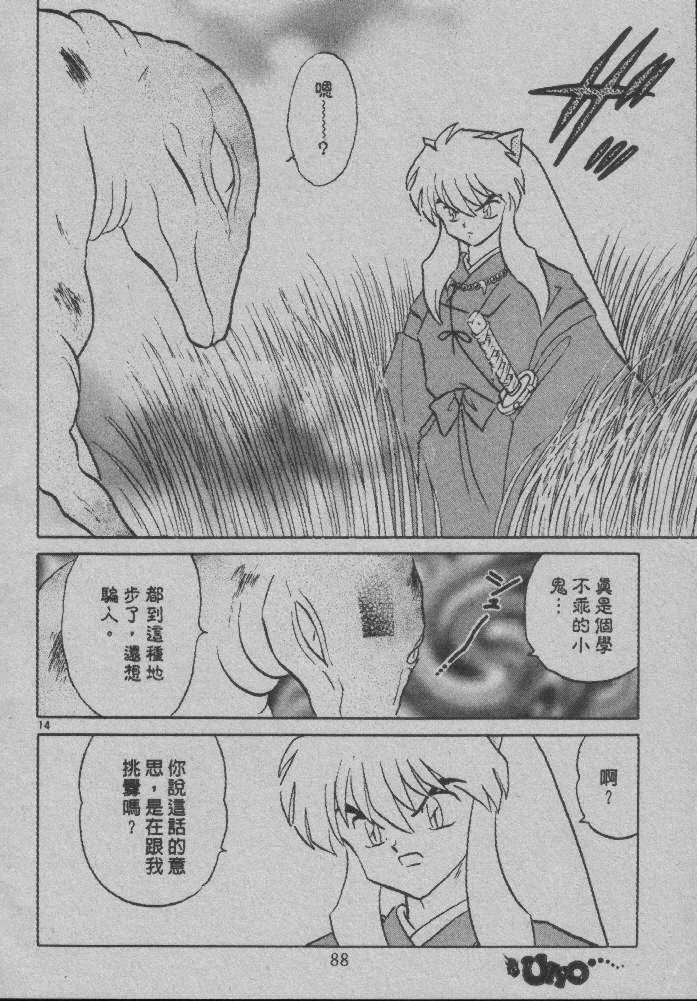 嗯～～～？
真是個學
不乖的小
鬼…
ジュ
都到這種地
步了，還想
騙人。
14
啊？
你說這話的意
思，是在跟我
挑釁嗎？
88